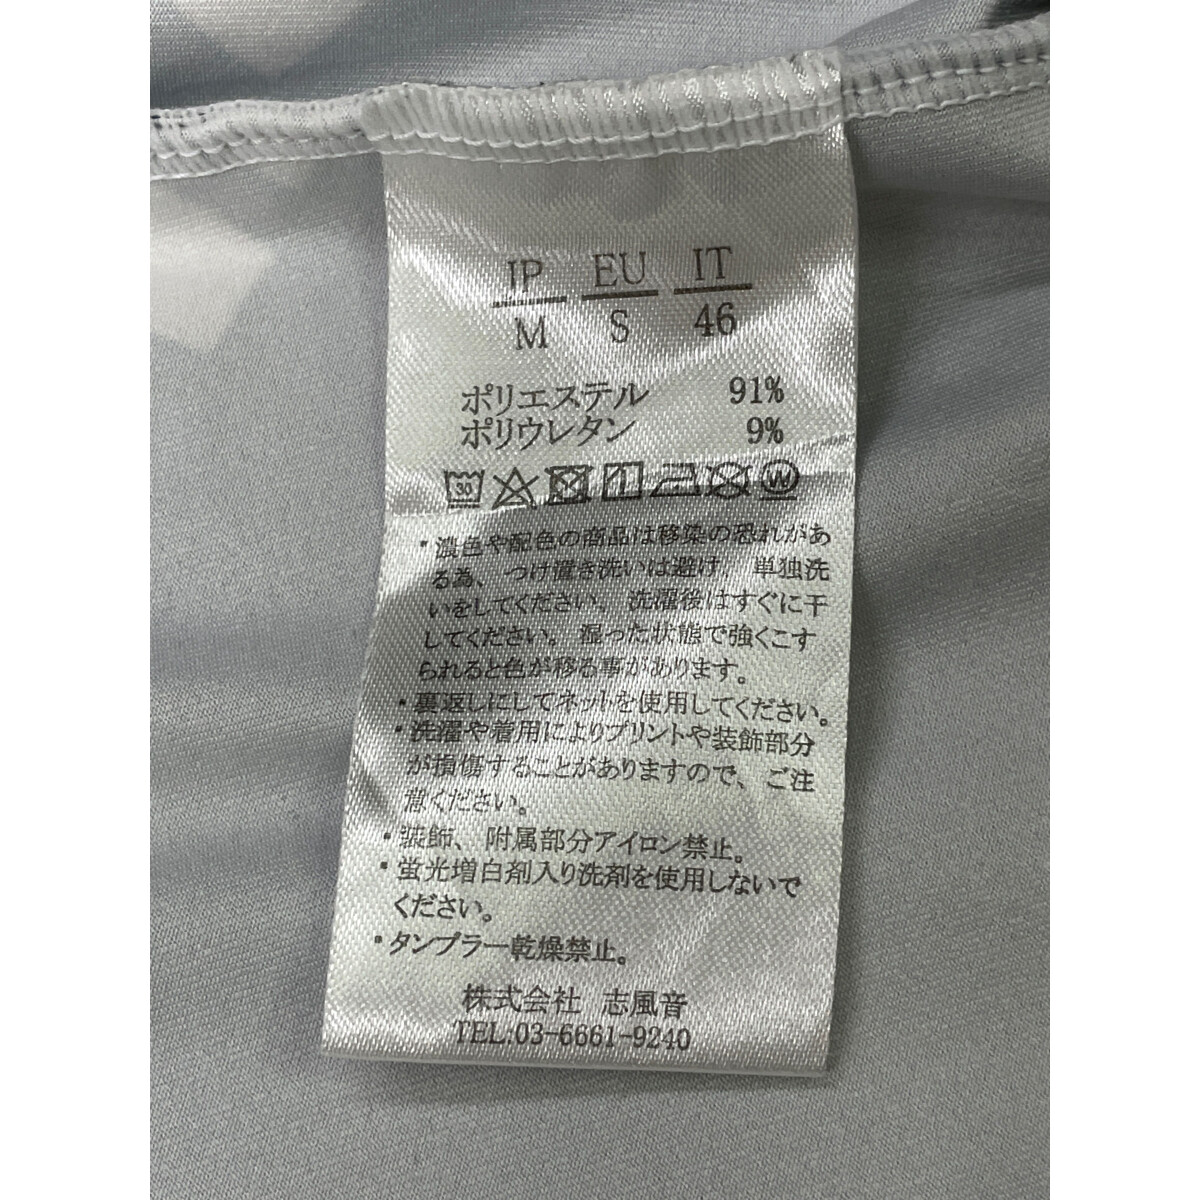 JP EU IT
M S 46
ポリエステル 91%
ポリウレタン 9%
30 W
・濃色や配色の商品は移染の恐れがあ
る為、つけ置き洗いは避け、単独洗
いをしてください、洗濯後はすぐに干
してください。湿った状態で強くこす
られると色が移る事があります。
・裏返しにしてネットを使用してください。
・洗濯や着用によりプリントや装飾部分
が損傷することがありますので、ご注
意ください。
・装飾、附属部分アイロン禁止。
・蛍光増白剤入り洗剤を使用しないで
ください。
・タンブラー乾燥禁止。
株式会社 志風音
TEL:03-6661-9240